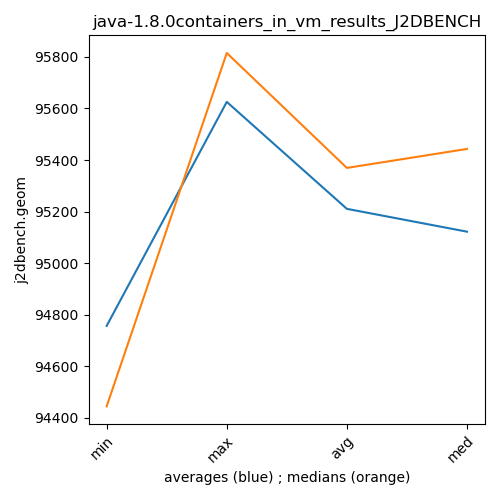 java-1.8.0containers_in_vm_results_J2DBENCH
95800
95600
95400
95200
95000
94800
94600
94400
j2dbench.geom
min
max
avg
med
averages (blue) ; medians (orange)